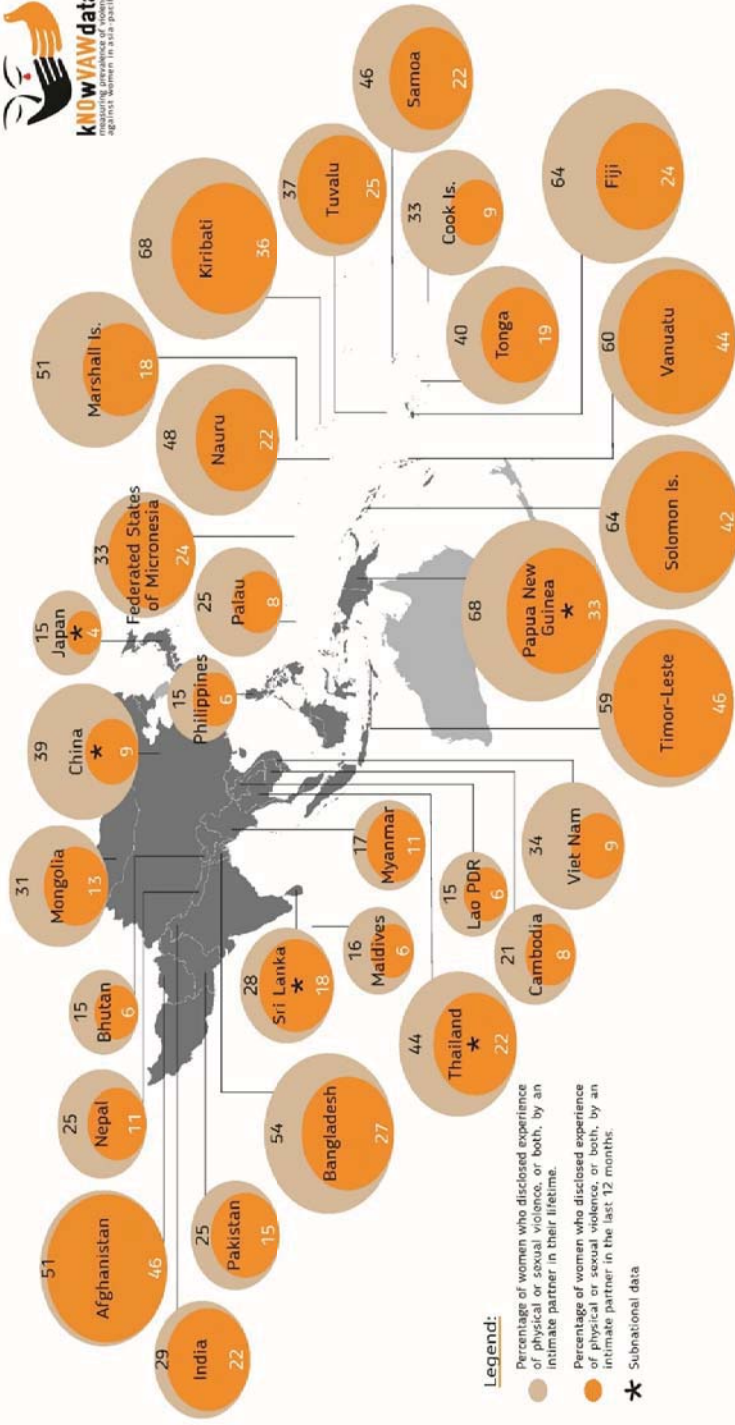 kNOwVAWdata
measuring prevalence of violence
against women in asia-pacific
51
Afghanistan
46
25
Nepal
11
15
Bhutan
6
31
Mongolia
13
39
China
*
9
15
Japan
*
4
33
Federated States
of Micronesia
24
51
Marshall Is.
18
68
Kiribati
36
37
Tuvalu
25
46
Samoa
22
29
India
22
25
Pakistan
15
54
Bangladesh
27
28
Sri Lanka
*
18
16
Maldives
6
17
Myanmar
11
15
Philippines
6
25
Palau
8
48
Nauru
22
33
Cook Is.
9
40
Tonga
19
64
Fiji
24
44
Thailand
*
22
15
Lao PDR
6
21
Cambodia
8
34
Viet Nam
9
59
Timor-Leste
46
68
Papua New
Guinea
*
33
64
Solomon Is.
42
60
Vanuatu
44
Legend:
Percentage of women who disclosed experience
of physical or sexual violence, or both, by an
intimate partner in their lifetime.
Percentage of women who disclosed experience
of physical or sexual violence, or both, by an
intimate partner in the last 12 months.
* Subnational data